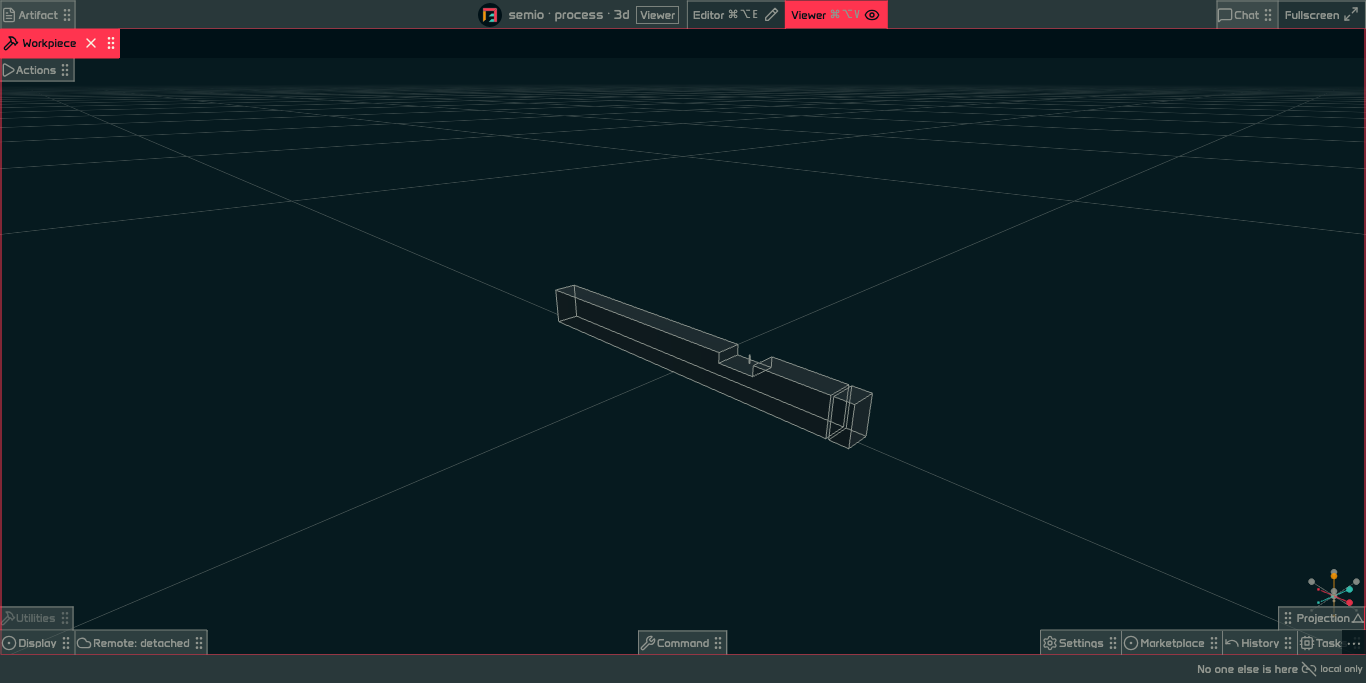 Artifact
semio · process · 3d Viewer
Editor ⌘⌥E
Viewer ⌘⌥V
Chat
Fullscreen
Workpiece
Actions
Utilities
Projection
Display
Remote: detached
Command
Settings
Marketplace
History
Task
No one else is here
local only